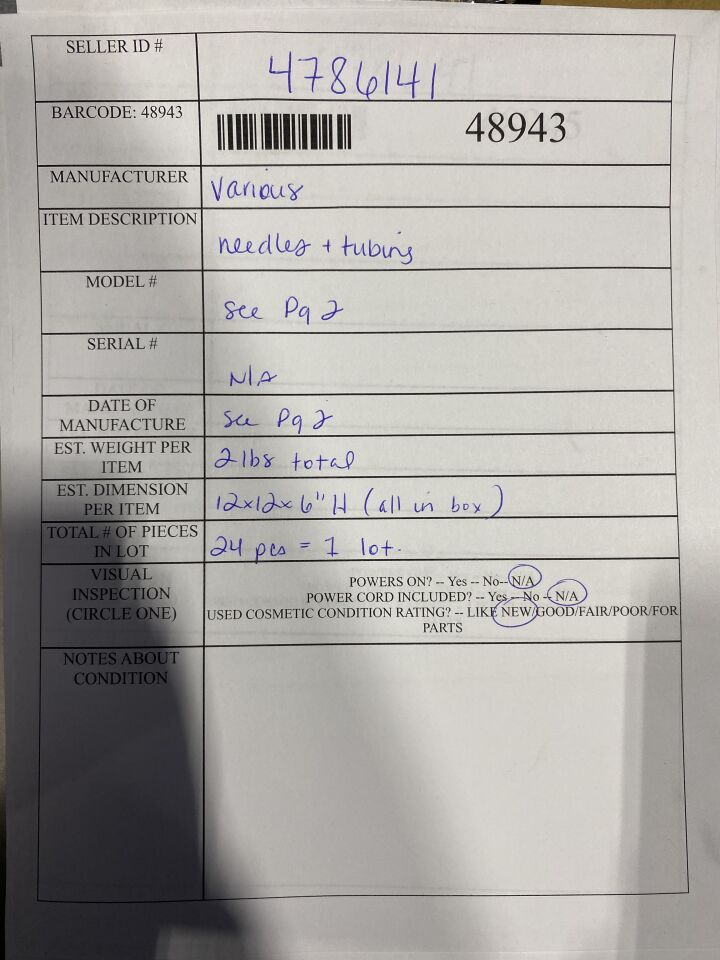 SELLER ID #
4786141
BARCODE: 48943
48943
MANUFACTURER
Various
ITEM DESCRIPTION
needles + tubing
MODEL #
see Pg 2
SERIAL #
N/A
DATE OF
MANUFACTURE
see Pg 2
EST. WEIGHT PER
ITEM
2 lbs total
EST. DIMENSION
PER ITEM
12x12x6" H (all in box)
TOTAL # OF PIECES
IN LOT
24 pcs = 1 lot.
VISUAL
INSPECTION
(CIRCLE ONE)
POWERS ON? -- Yes -- No-- N/A
POWER CORD INCLUDED? -- Yes -- No -- N/A
USED COSMETIC CONDITION RATING? -- LIKE NEW/GOOD/FAIR/POOR/FOR
PARTS
NOTES ABOUT
CONDITION